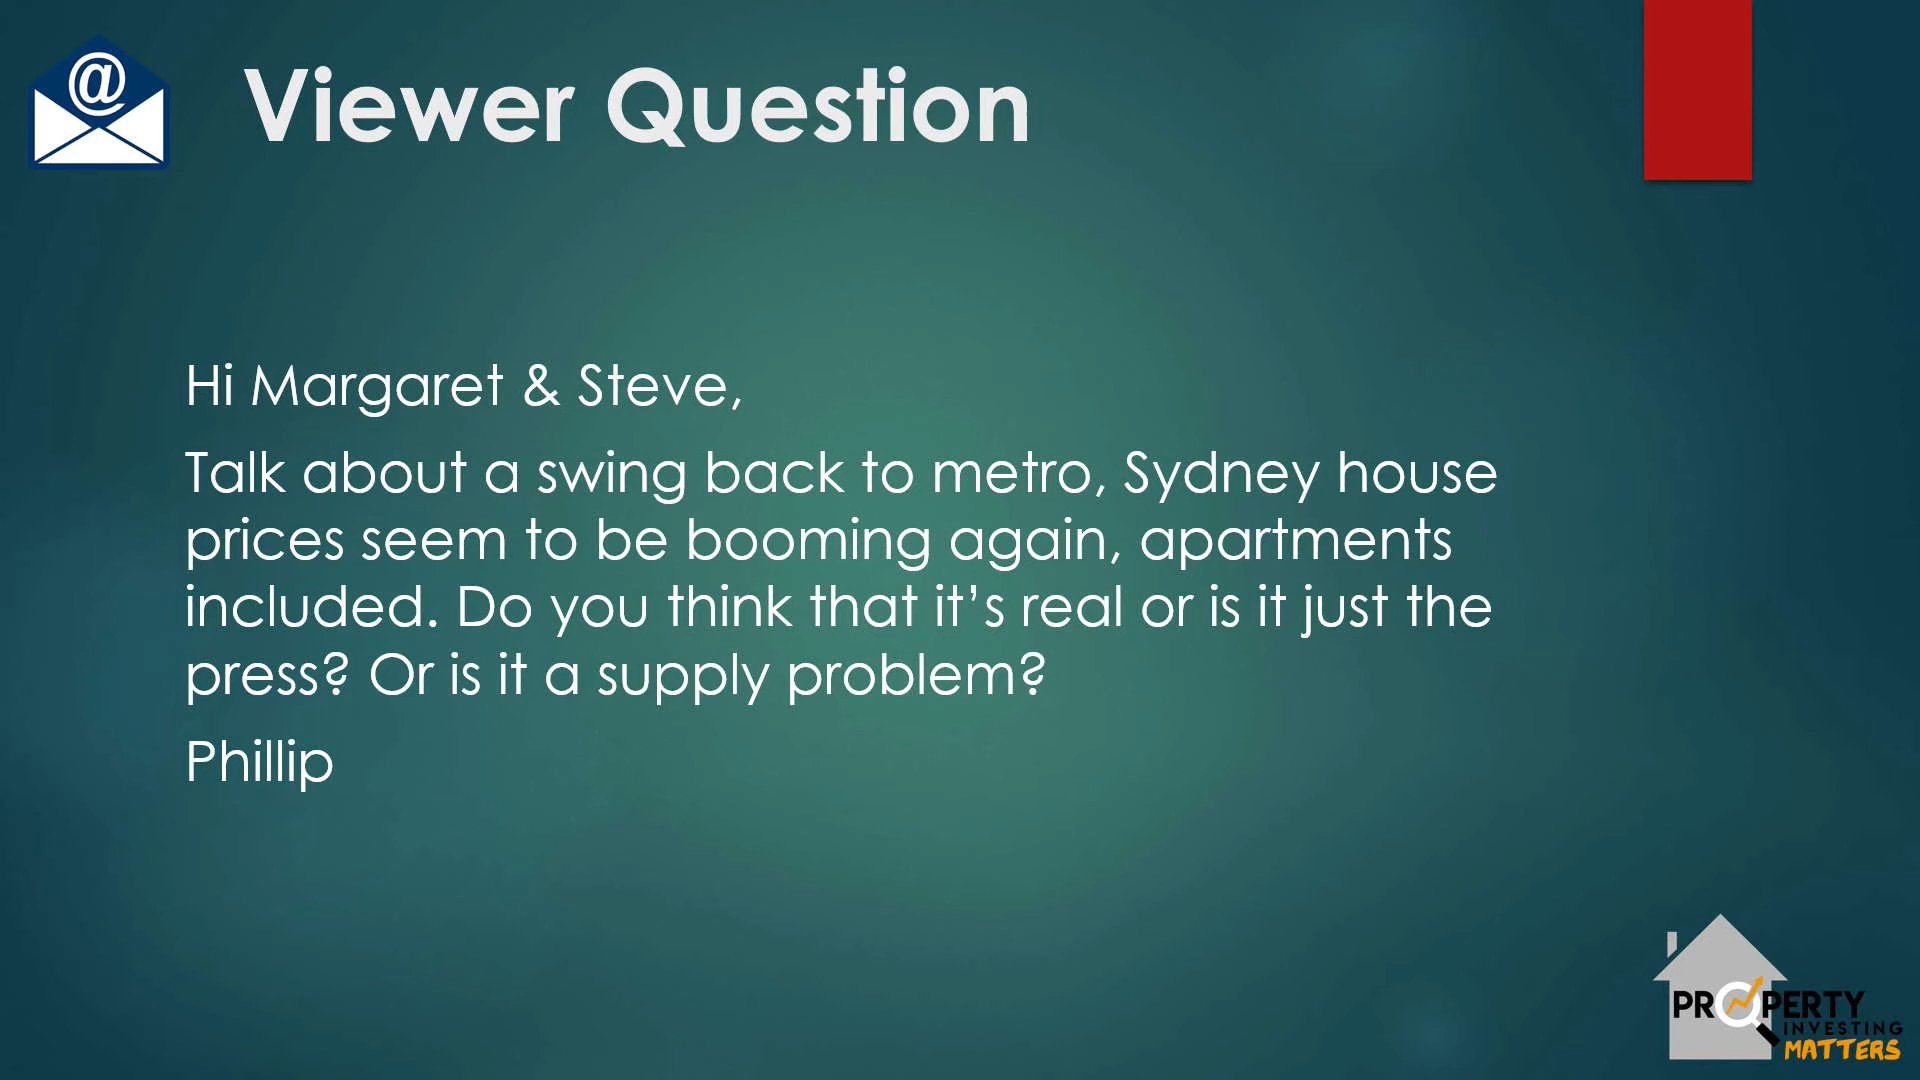 @
Viewer Question
Hi Margaret & Steve,
Talk about a swing back to metro, Sydney house
prices seem to be booming again, apartments
included. Do you think that it’s real or is it just the
press? Or is it a supply problem?
Phillip
PROPERTY
INVESTING
MATTERS